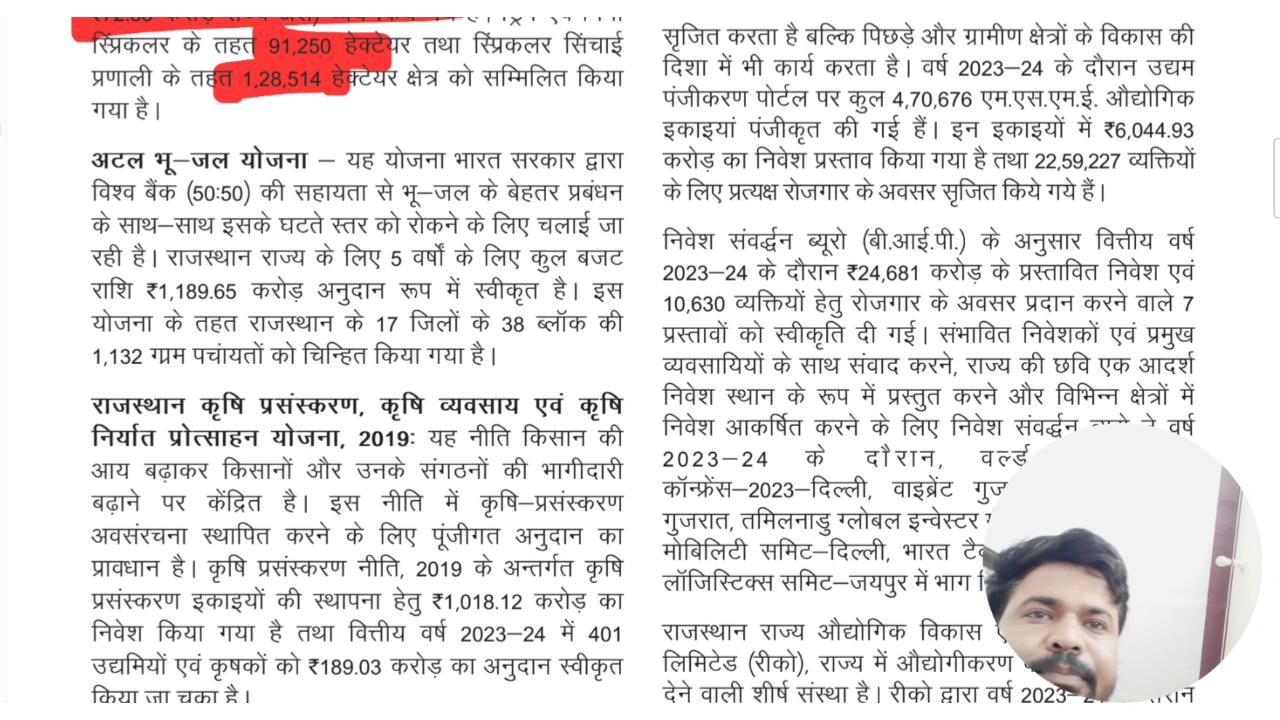 स्प्रिंकलर के तहत 91,250 हेक्टेयर तथा स्प्रिंकलर सिंचाई
प्रणाली के तहत 1,28,514 हेक्टेयर क्षेत्र को सम्मिलित किया
गया है।
अटल भू–जल योजना – यह योजना भारत सरकार द्वारा
विश्व बैंक (50:50) की सहायता से भू–जल के बेहतर प्रबंधन
के साथ–साथ इसके घटते स्तर को रोकने के लिए चलाई जा
रही है। राजस्थान राज्य के लिए 5 वर्षों के लिए कुल बजट
राशि ₹1,189.65 करोड़ अनुदान रूप में स्वीकृत है। इस
योजना के तहत राजस्थान के 17 जिलों के 38 ब्लॉक की
1,132 ग्राम पचांयतों को चिन्हित किया गया है।
राजस्थान कृषि प्रसंस्करण, कृषि व्यवसाय एवं कृषि
निर्यात प्रोत्साहन योजना, 2019: यह नीति किसान की
आय बढ़ाकर किसानों और उनके संगठनों की भागीदारी
बढ़ाने पर केंद्रित है। इस नीति में कृषि–प्रसंस्करण
अवसंरचना स्थापित करने के लिए पूंजीगत अनुदान का
प्रावधान है। कृषि प्रसंस्करण नीति, 2019 के अन्तर्गत कृषि
प्रसंस्करण इकाइयों की स्थापना हेतु ₹1,018.12 करोड़ का
निवेश किया गया है तथा वित्तीय वर्ष 2023–24 में 401
उद्यमियों एवं कृषकों को ₹189.03 करोड़ का अनुदान स्वीकृत
किया जा चुका है।
सृजित करता है बल्कि पिछड़े और ग्रामीण क्षेत्रों के विकास की
दिशा में भी कार्य करता है। वर्ष 2023–24 के दौरान उद्यम
पंजीकरण पोर्टल पर कुल 4,70,676 एम.एस.एम.ई. औद्योगिक
इकाइयां पंजीकृत की गई हैं। इन इकाइयों में ₹6,044.93
करोड़ का निवेश प्रस्ताव किया गया है तथा 22,59,227 व्यक्तियों
के लिए प्रत्यक्ष रोजगार के अवसर सृजित किये गये हैं।
निवेश संवर्द्धन ब्यूरो (बी.आई.पी.) के अनुसार वित्तीय वर्ष
2023–24 के दौरान ₹24,681 करोड़ के प्रस्तावित निवेश एवं
10,630 व्यक्तियों हेतु रोजगार के अवसर प्रदान करने वाले 7
प्रस्तावों को स्वीकृति दी गई। संभावित निवेशकों एवं प्रमुख
व्यवसायियों के साथ संवाद करने, राज्य की छवि एक आदर्श
निवेश स्थान के रूप में प्रस्तुत करने और विभिन्न क्षेत्रों में
निवेश आकर्षित करने के लिए निवेश संवर्द्धन वर्ष
2023–24 के दौरान, वर्ल्ड
कॉन्फ्रेंस–2023–दिल्ली, वाइब्रेंट
गुजरात, तमिलनाडु ग्लोबल इन्वेस्टर
मोबिलिटी समिट–दिल्ली, भारत
लॉजिस्टिक्स समिट–जयपुर में भाग
राजस्थान राज्य औद्योगिक विकास
लिमिटेड (रीको), राज्य में औद्योगीकरण
देने वाली शीर्ष संस्था है। रीको द्वारा वर्ष